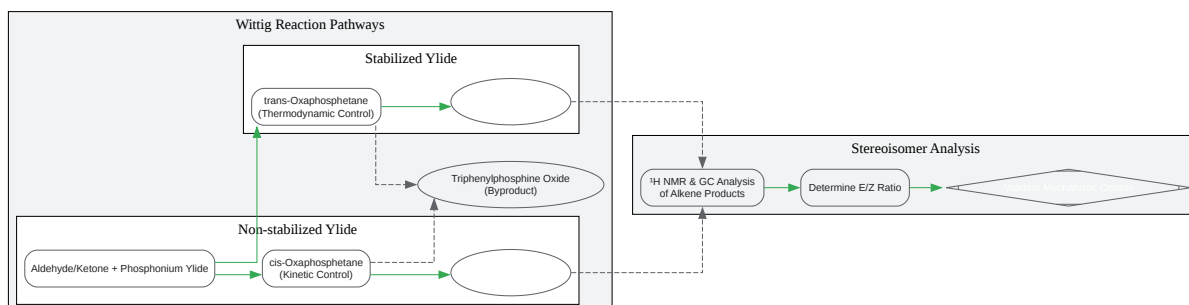 Wittig Reaction Pathways
Stabilized Ylide
trans-Oxaphosphetane
(Thermodynamic Control)
Triphenylphosphine Oxide
(Byproduct)
Non-stabilized Ylide
Aldehyde/Ketone + Phosphonium Ylide
cis-Oxaphosphetane
(Kinetic Control)
Stereoisomer Analysis
¹H NMR & GC Analysis
of Alkene Products
Determine E/Z Ratio